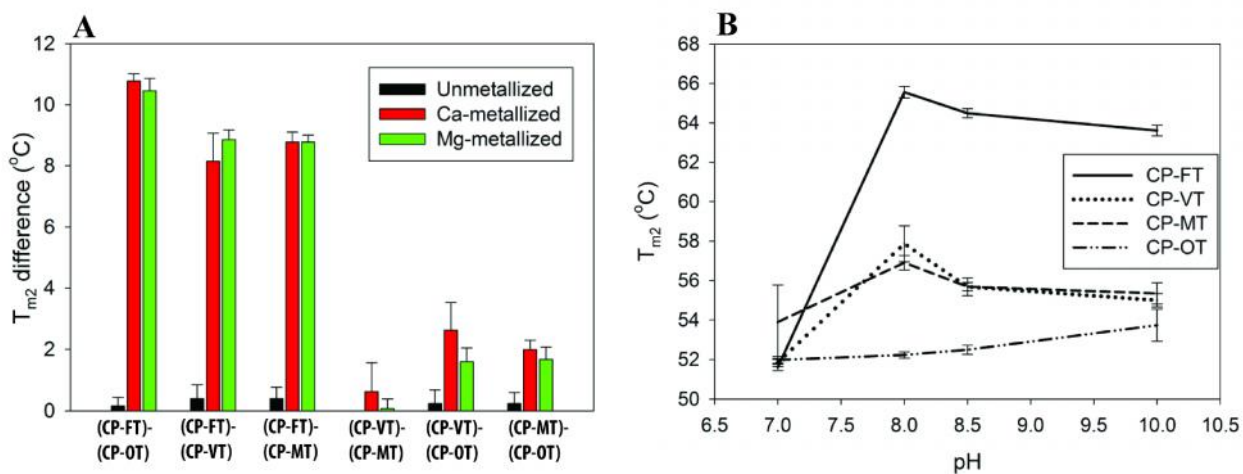 A
T_m2 difference (°C)
12
10
8
6
4
2
0
Unmetallized
Ca-metallized
Mg-metallized
(CP-FT)-
(CP-OT)
(CP-FT)-
(CP-VT)
(CP-FT)-
(CP-MT)
(CP-VT)-
(CP-MT)
(CP-VT)-
(CP-OT)
(CP-MT)-
(CP-OT)
B
T_m2 (°C)
68
66
64
62
60
58
56
54
52
50
CP-FT
CP-VT
CP-MT
CP-OT
6.5 7.0 7.5 8.0 8.5 9.0 9.5 10.0 10.5
pH